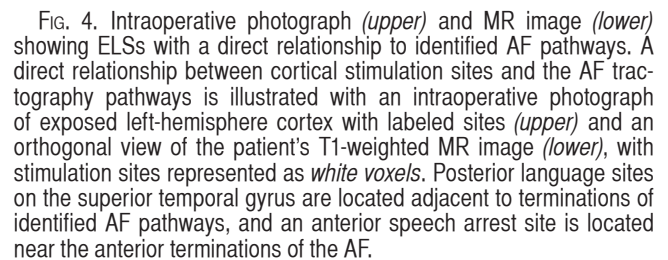 FIG. 4. Intraoperative photograph (upper) and MR image (lower)
showing ELSs with a direct relationship to identified AF pathways. A
direct relationship between cortical stimulation sites and the AF trac-
tography pathways is illustrated with an intraoperative photograph
of exposed left-hemisphere cortex with labeled sites (upper) and an
orthogonal view of the patient's T1-weighted MR image (lower), with
stimulation sites represented as white voxels. Posterior language sites
on the superior temporal gyrus are located adjacent to terminations of
identified AF pathways, and an anterior speech arrest site is located
near the anterior terminations of the AF.